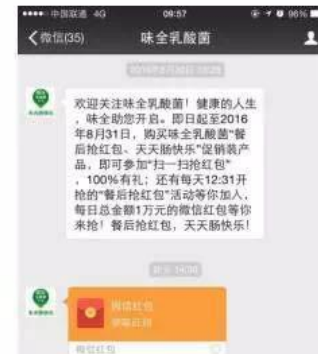 中国联通 4G 09:57 96%
微信(35) 味全乳酸菌
欢迎关注味全乳酸菌！健康的人生
，味全助您开启。即日起至2016
年8月31日，购买味全乳酸菌“餐
后抢红包、天天肠快乐”促销装产
品，即可参加“扫一扫抢红包”
，100%有礼；还有每天12:31开
抢的“餐后抢红包”活动等你加入，
每日总金额1万元的微信红包等你
来抢！餐后抢红包，天天肠快乐！
微信红包